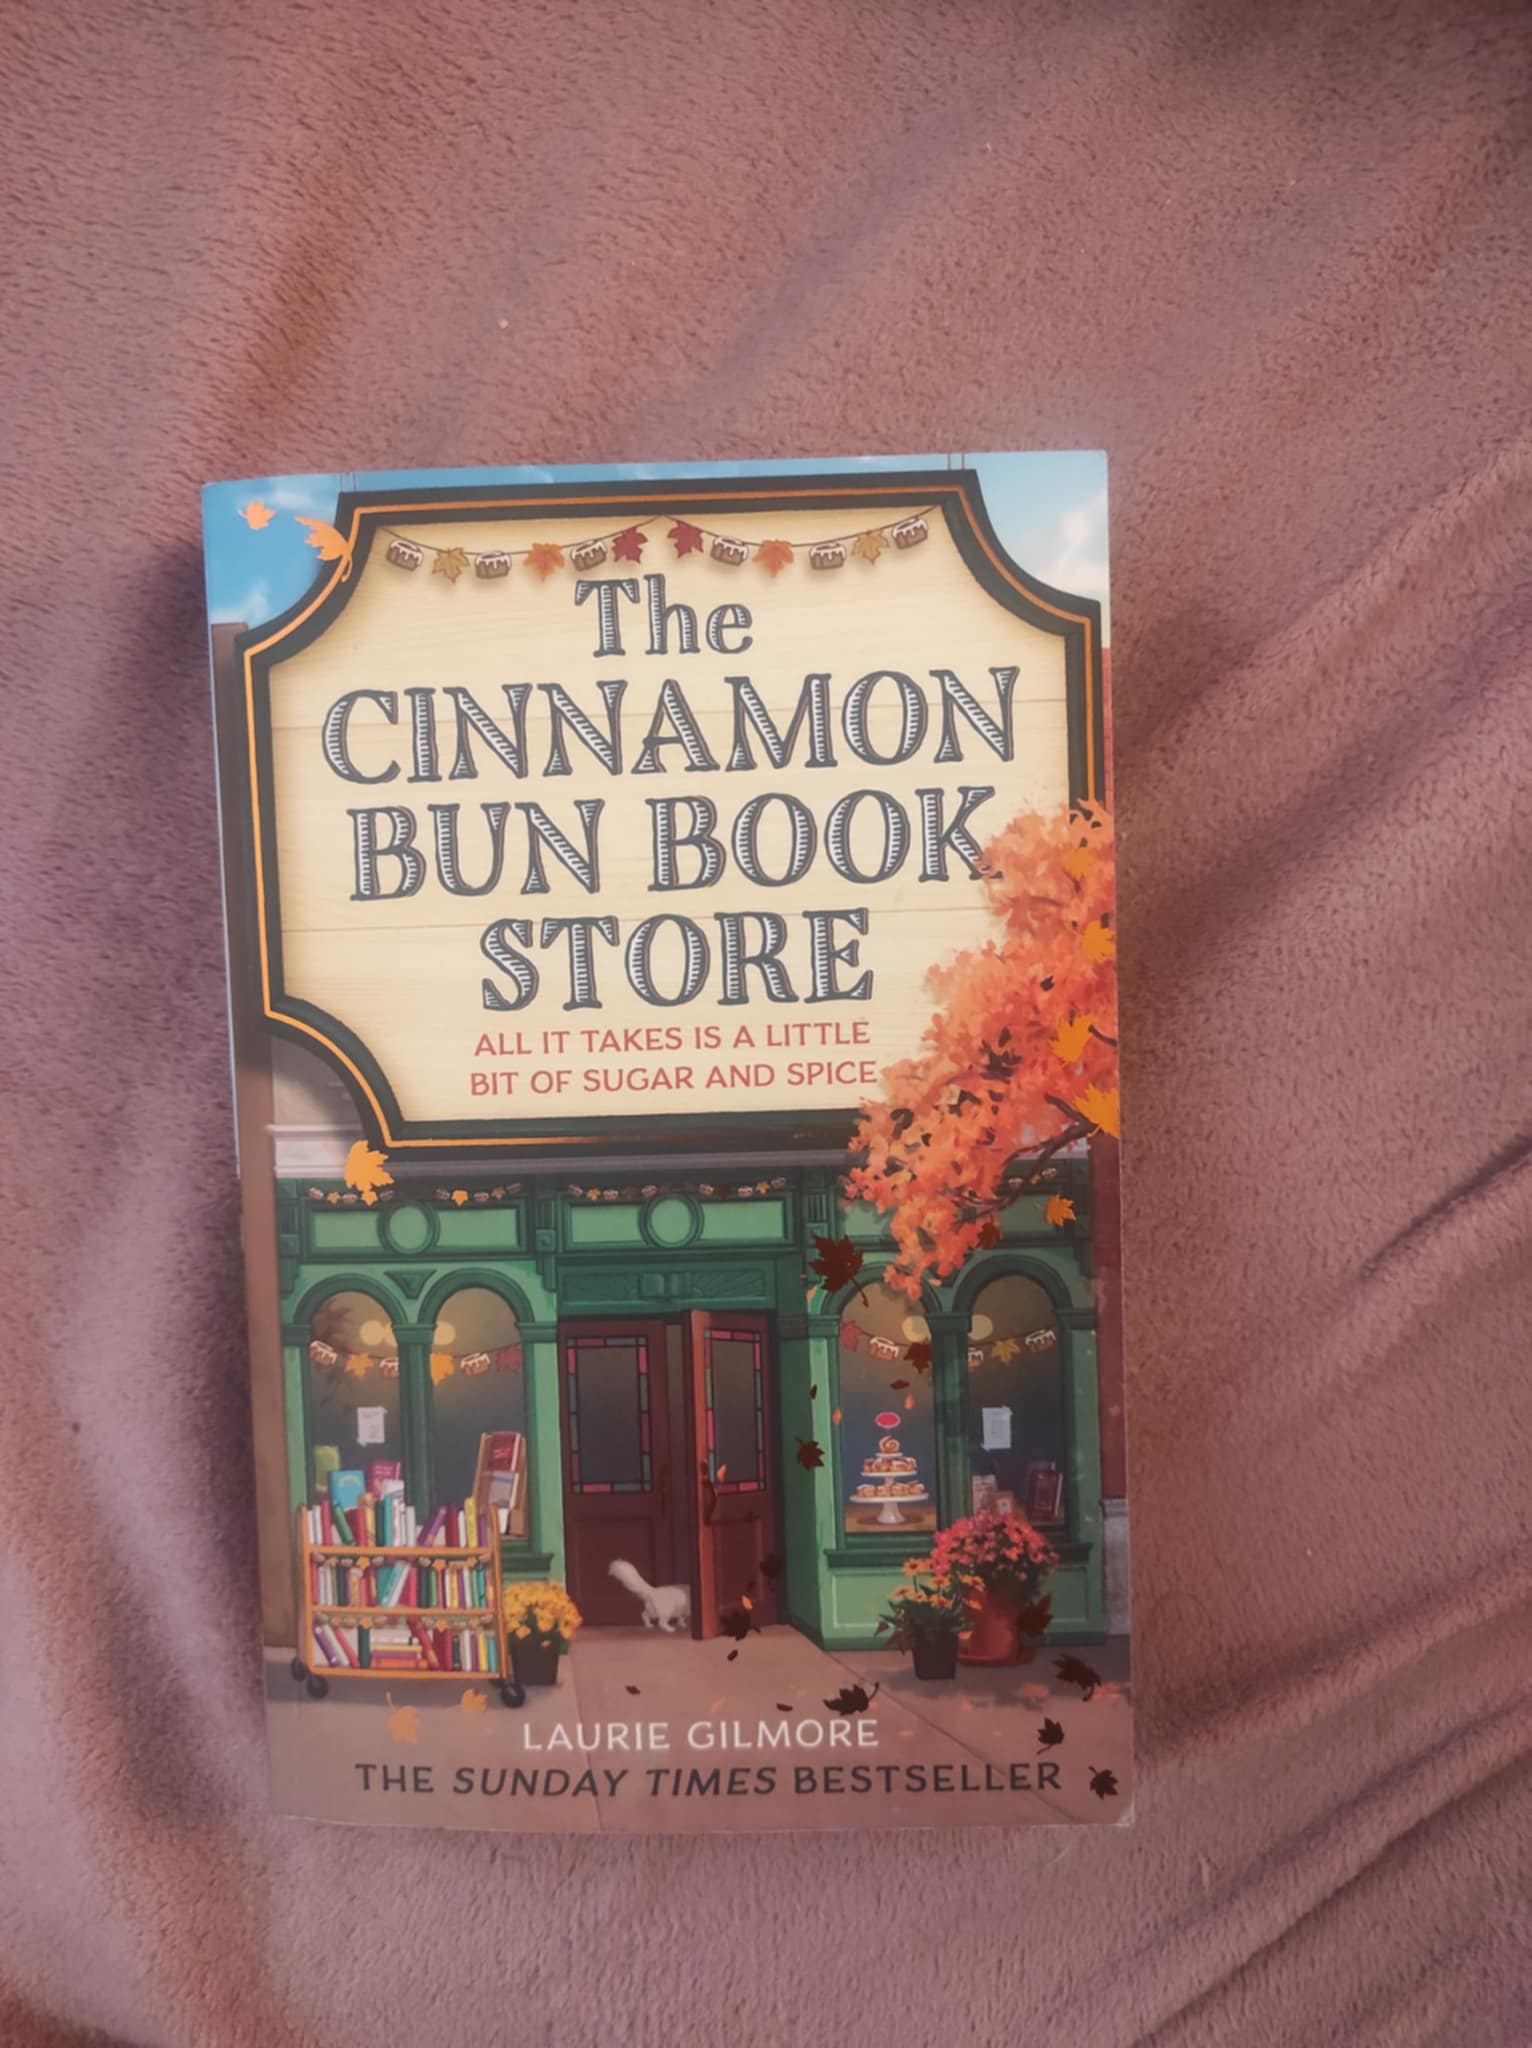 The
CINNAMON
BUN BOOK
STORE
ALL IT TAKES IS A LITTLE
BIT OF SUGAR AND SPICE
LAURIE GILMORE
THE SUNDAY TIMES BESTSELLER